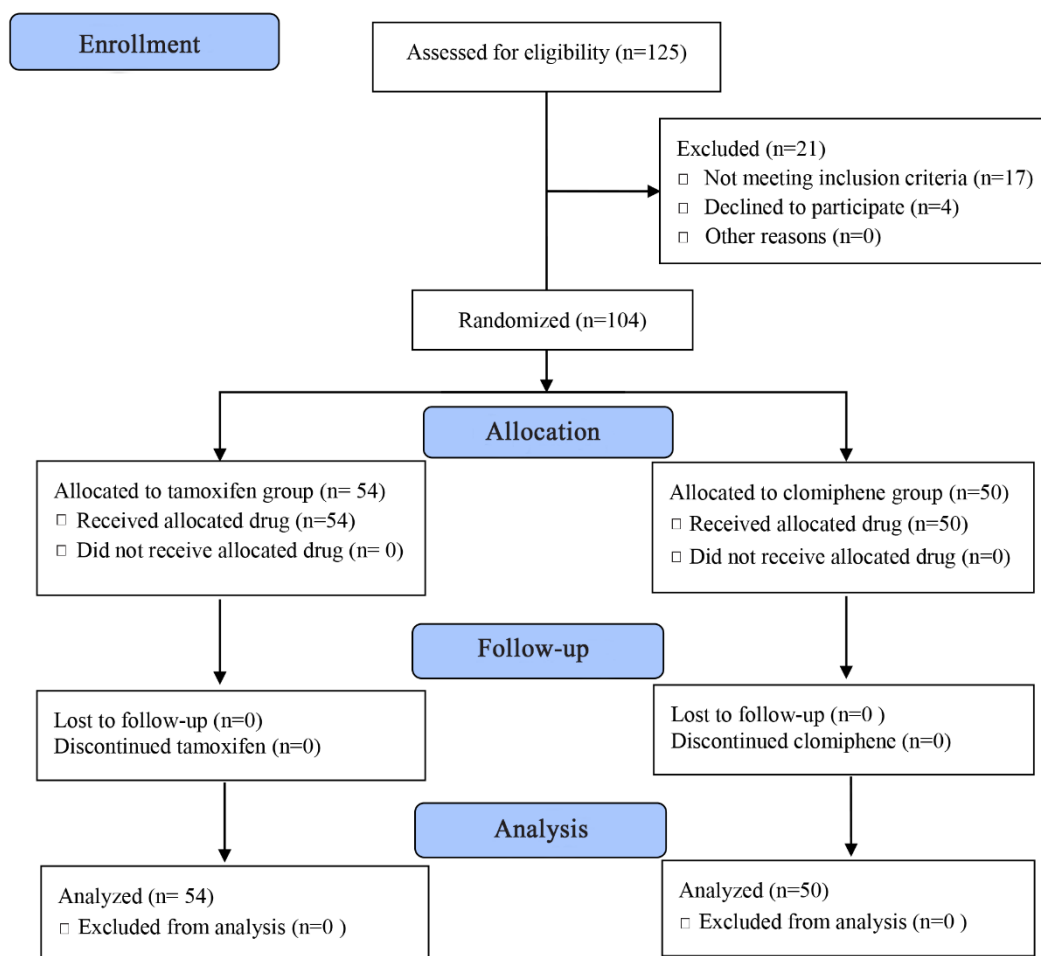 Enrollment
Assessed for eligibility (n=125)
Excluded (n=21)
□ Not meeting inclusion criteria (n=17)
□ Declined to participate (n=4)
□ Other reasons (n=0)
Randomized (n=104)
Allocation
Allocated to tamoxifen group (n= 54)
□ Received allocated drug (n=54)
□ Did not receive allocated drug (n= 0)
Allocated to clomiphene group (n=50)
□ Received allocated drug (n=50)
□ Did not receive allocated drug (n=0)
Follow-up
Lost to follow-up (n=0)
Discontinued tamoxifen (n=0)
Lost to follow-up (n=0 )
Discontinued clomiphene (n=0)
Analysis
Analyzed (n= 54)
□ Excluded from analysis (n=0 )
Analyzed (n=50)
□ Excluded from analysis (n=0 )